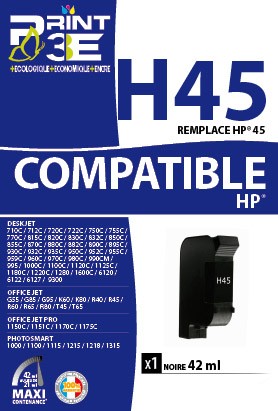 PRINT
3E
+ECOLOGIQUE+ECONOMIQUE+ENCRE
H45
REMPLACE HP® 45
COMPATIBLE
HP®
DESKJET
710C / 712C / 720C / 722C / 750C / 755C /
770C / 815C / 820C / 830C / 832C / 850C /
855C / 870C / 880C / 882C / 890C / 895C /
930C / 932C / 935C / 950C / 952C / 955C /
959C / 960C / 970C / 980C / 990CM /
995 / 1000C / 1100C / 1120C / 1125C /
1180C / 1220C / 1280 / 1600C / 6120 /
6122 / 6127 / 9300
OFFICE JET
G55 / G85 / G95 / K60 / K80 / R40 / R45 /
R60 / R65 / R80 / T45 / T65
OFFICE JET PRO
1150C / 1151C / 1170C / 1175C
PHOTOSMART
1000 / 1100 / 1115 / 1215 / 1218 / 1315
H45
x1 NOIRE 42 ml
42 ml
21 ml
MAXI
CONTENANCE*
100%